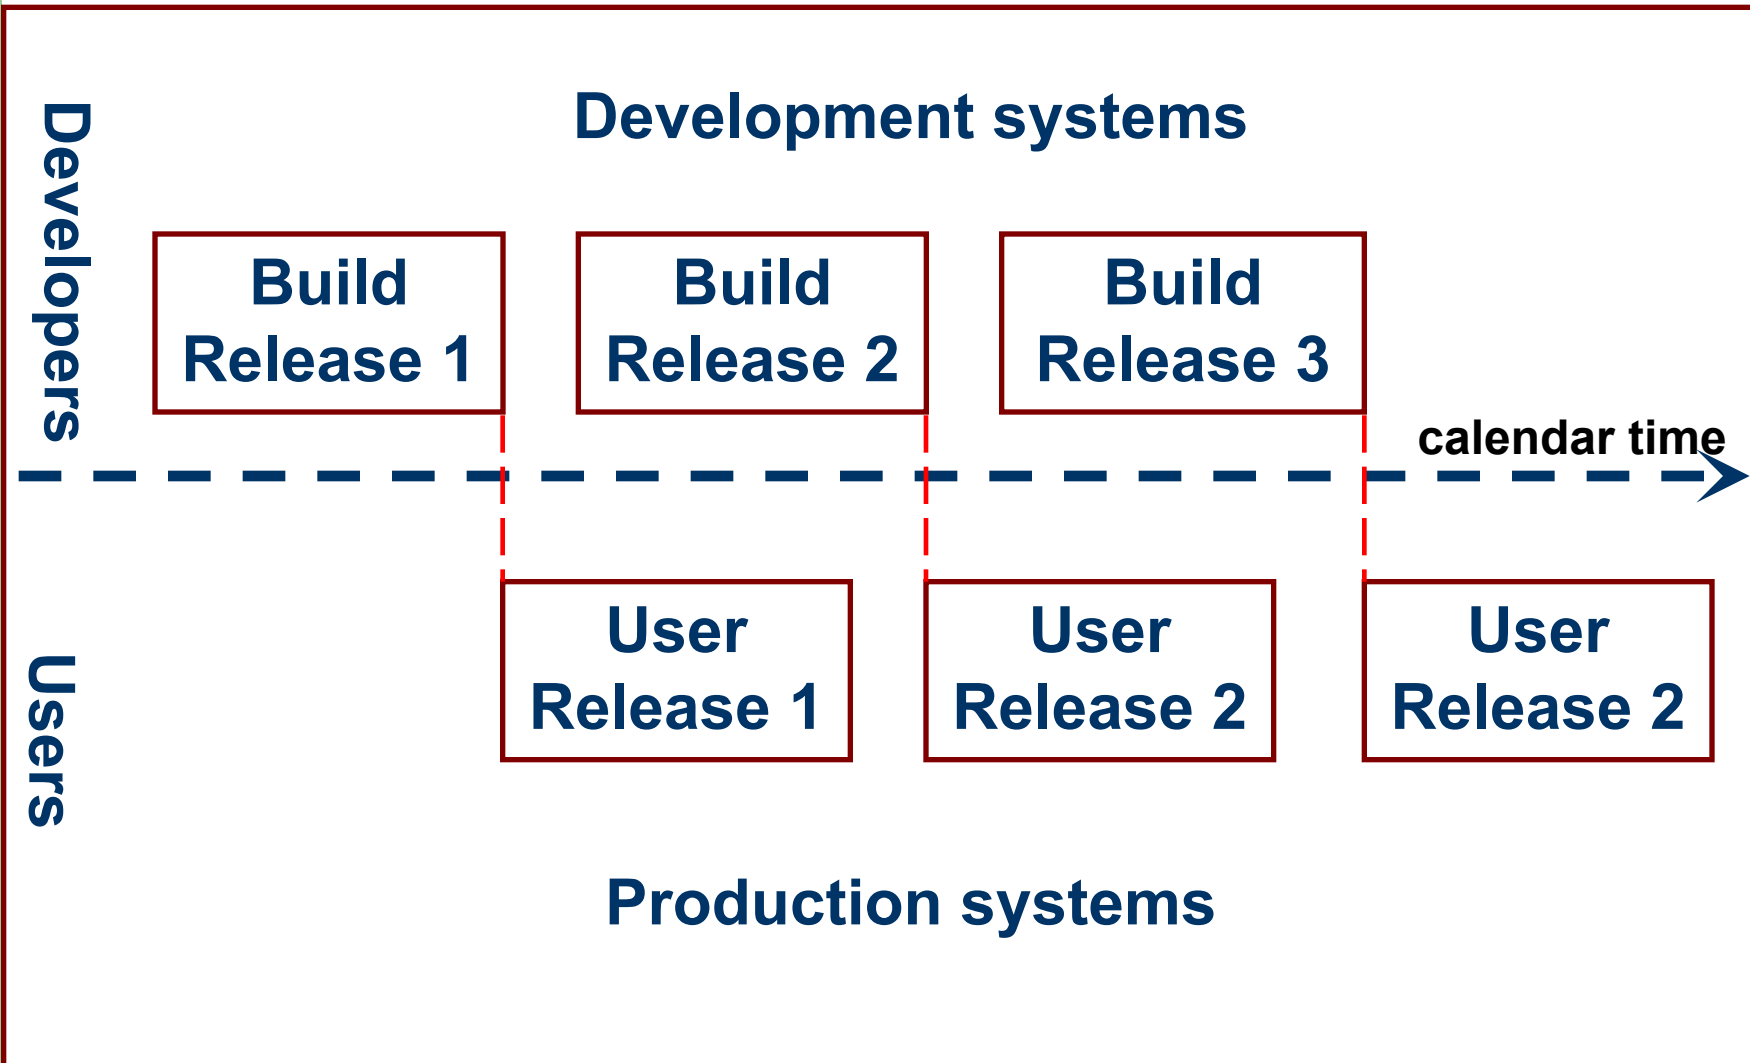 Developers
Development systems
Build
Release 1
Build
Release 2
Build
Release 3
calendar time
Users
User
Release 1
User
Release 2
User
Release 2
Production systems